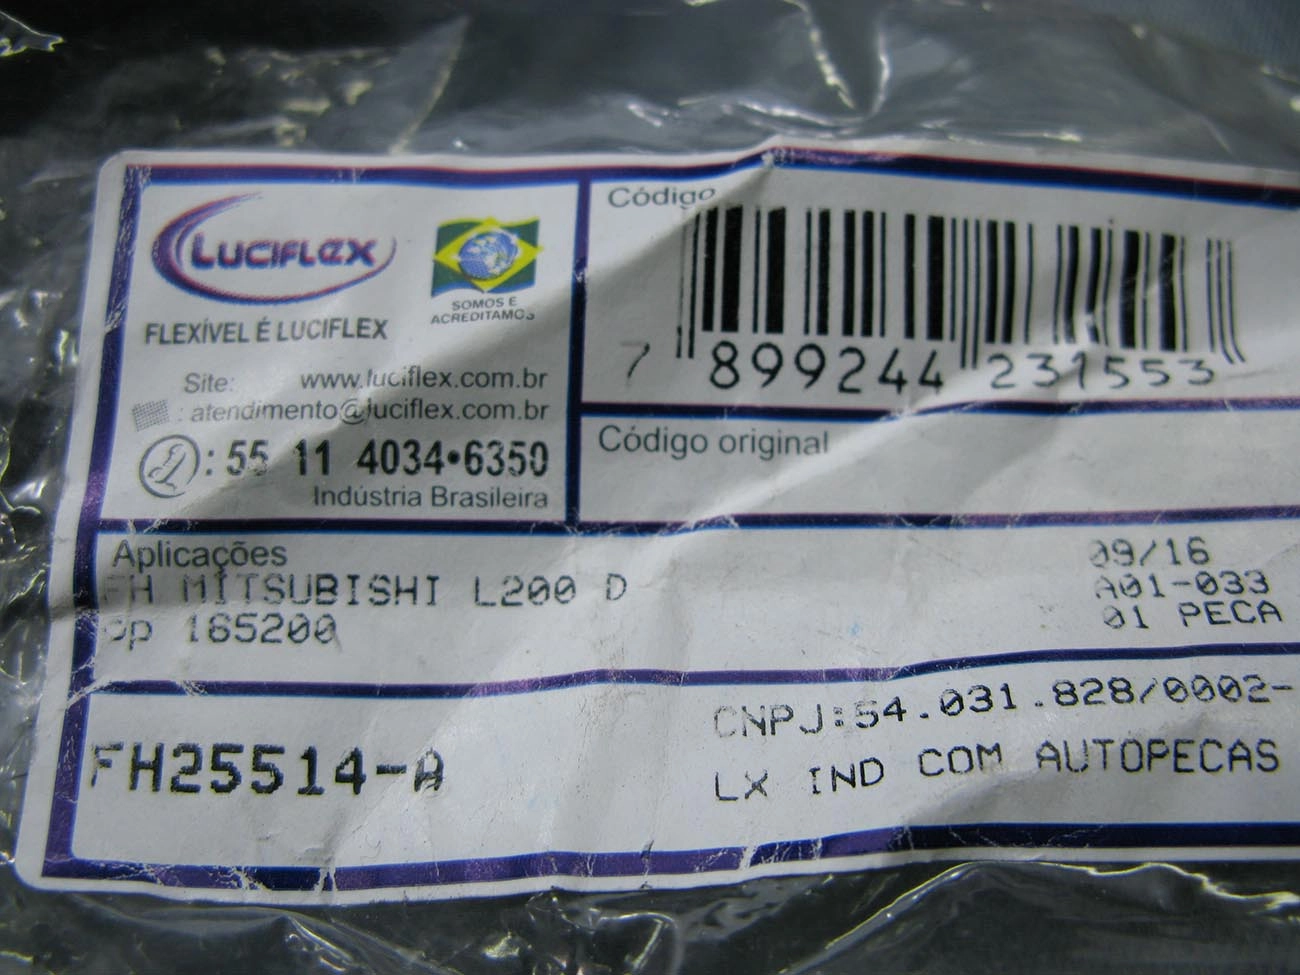 LUCIFLEX
SOMOS E
ACREDITAMOS
FLEXÍVEL É LUCIFLEX
Site: www.luciflex.com.br
: atendimento@luciflex.com.br
: 55 11 4034•6350
Indústria Brasileira
Código
7 899244 231553
Código original
Aplicações
FH MITSUBISHI L200 D
pp 165200
09/16
A01-033
01 PECA
FH25514-A
CNPJ:54.031.828/0002-
LX IND COM AUTOPECAS